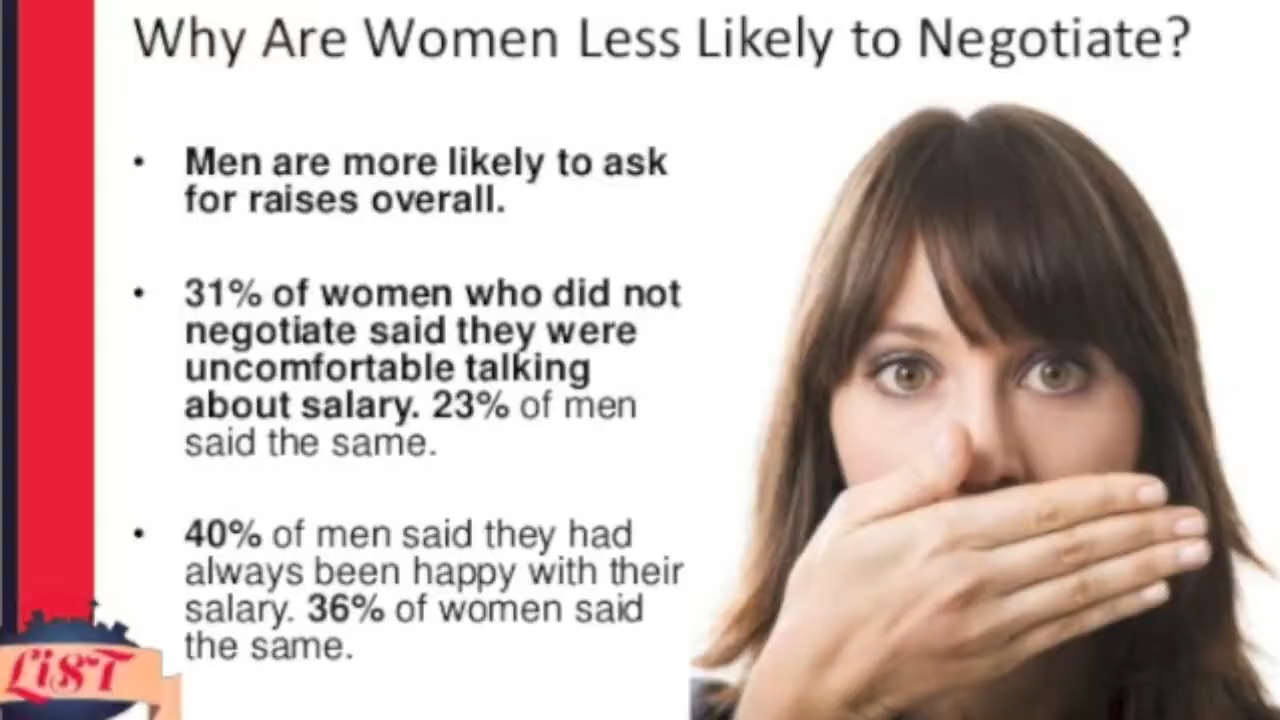 Why Are Women Less Likely to Negotiate?
• Men are more likely to ask
for raises overall.
• 31% of women who did not
negotiate said they were
uncomfortable talking
about salary. 23% of men
said the same.
• 40% of men said they had
always been happy with their
salary. 36% of women said
the same.
LiST